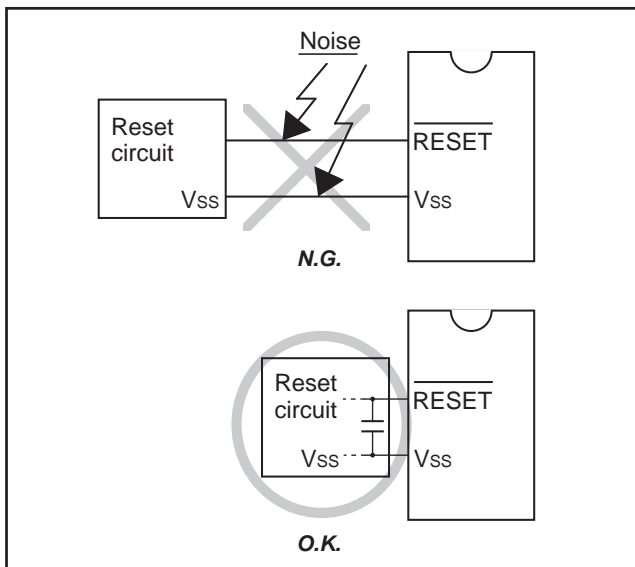 Noise
Reset
circuit
RESET
VSS
VSS
N.G.
Reset
circuit
RESET
VSS
VSS
O.K.